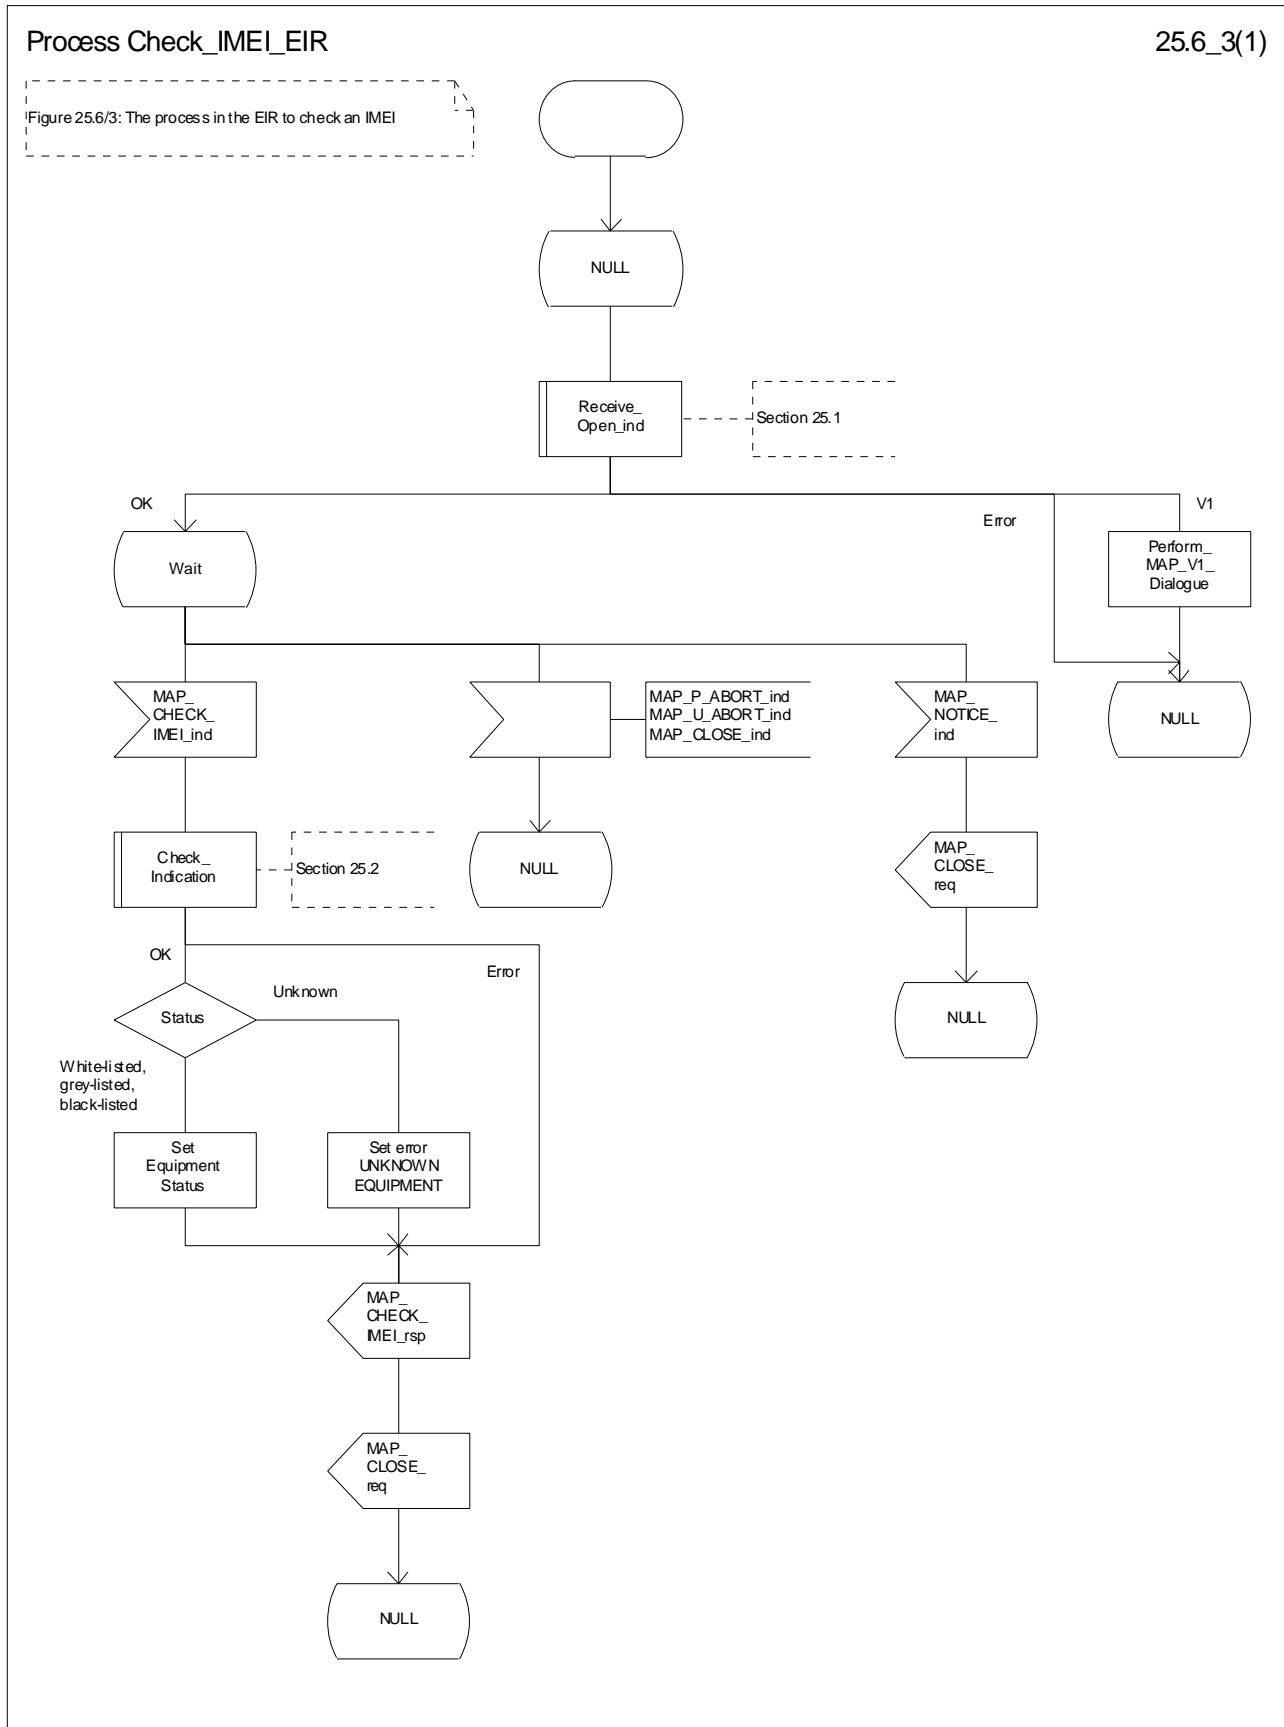 Process Check_IMEI_EIR
25.6_3(1)
Figure 25.6/3: The process in the EIR to check an IMEI
NULL
Receive_
Open_ind
Section 25.1
OK
Error
V1
Wait
Perform_
MAP_V1_
Dialogue
MAP_
CHECK_
IMEI_ind
MAP_P_ABORT_ind
MAP_U_ABORT_ind
MAP_CLOSE_ind
MAP_
NOTICE_
ind
NULL
Check_
Indication
Section 25.2
NULL
MAP_
CLOSE_
req
OK
Error
Unknown
Status
NULL
White-listed,
grey-listed,
black-listed
Set
Equipment
Status
Set error
UNKNOWN
EQUIPMENT
MAP_
CHECK_
IMEI_rsp
MAP_
CLOSE_
req
NULL